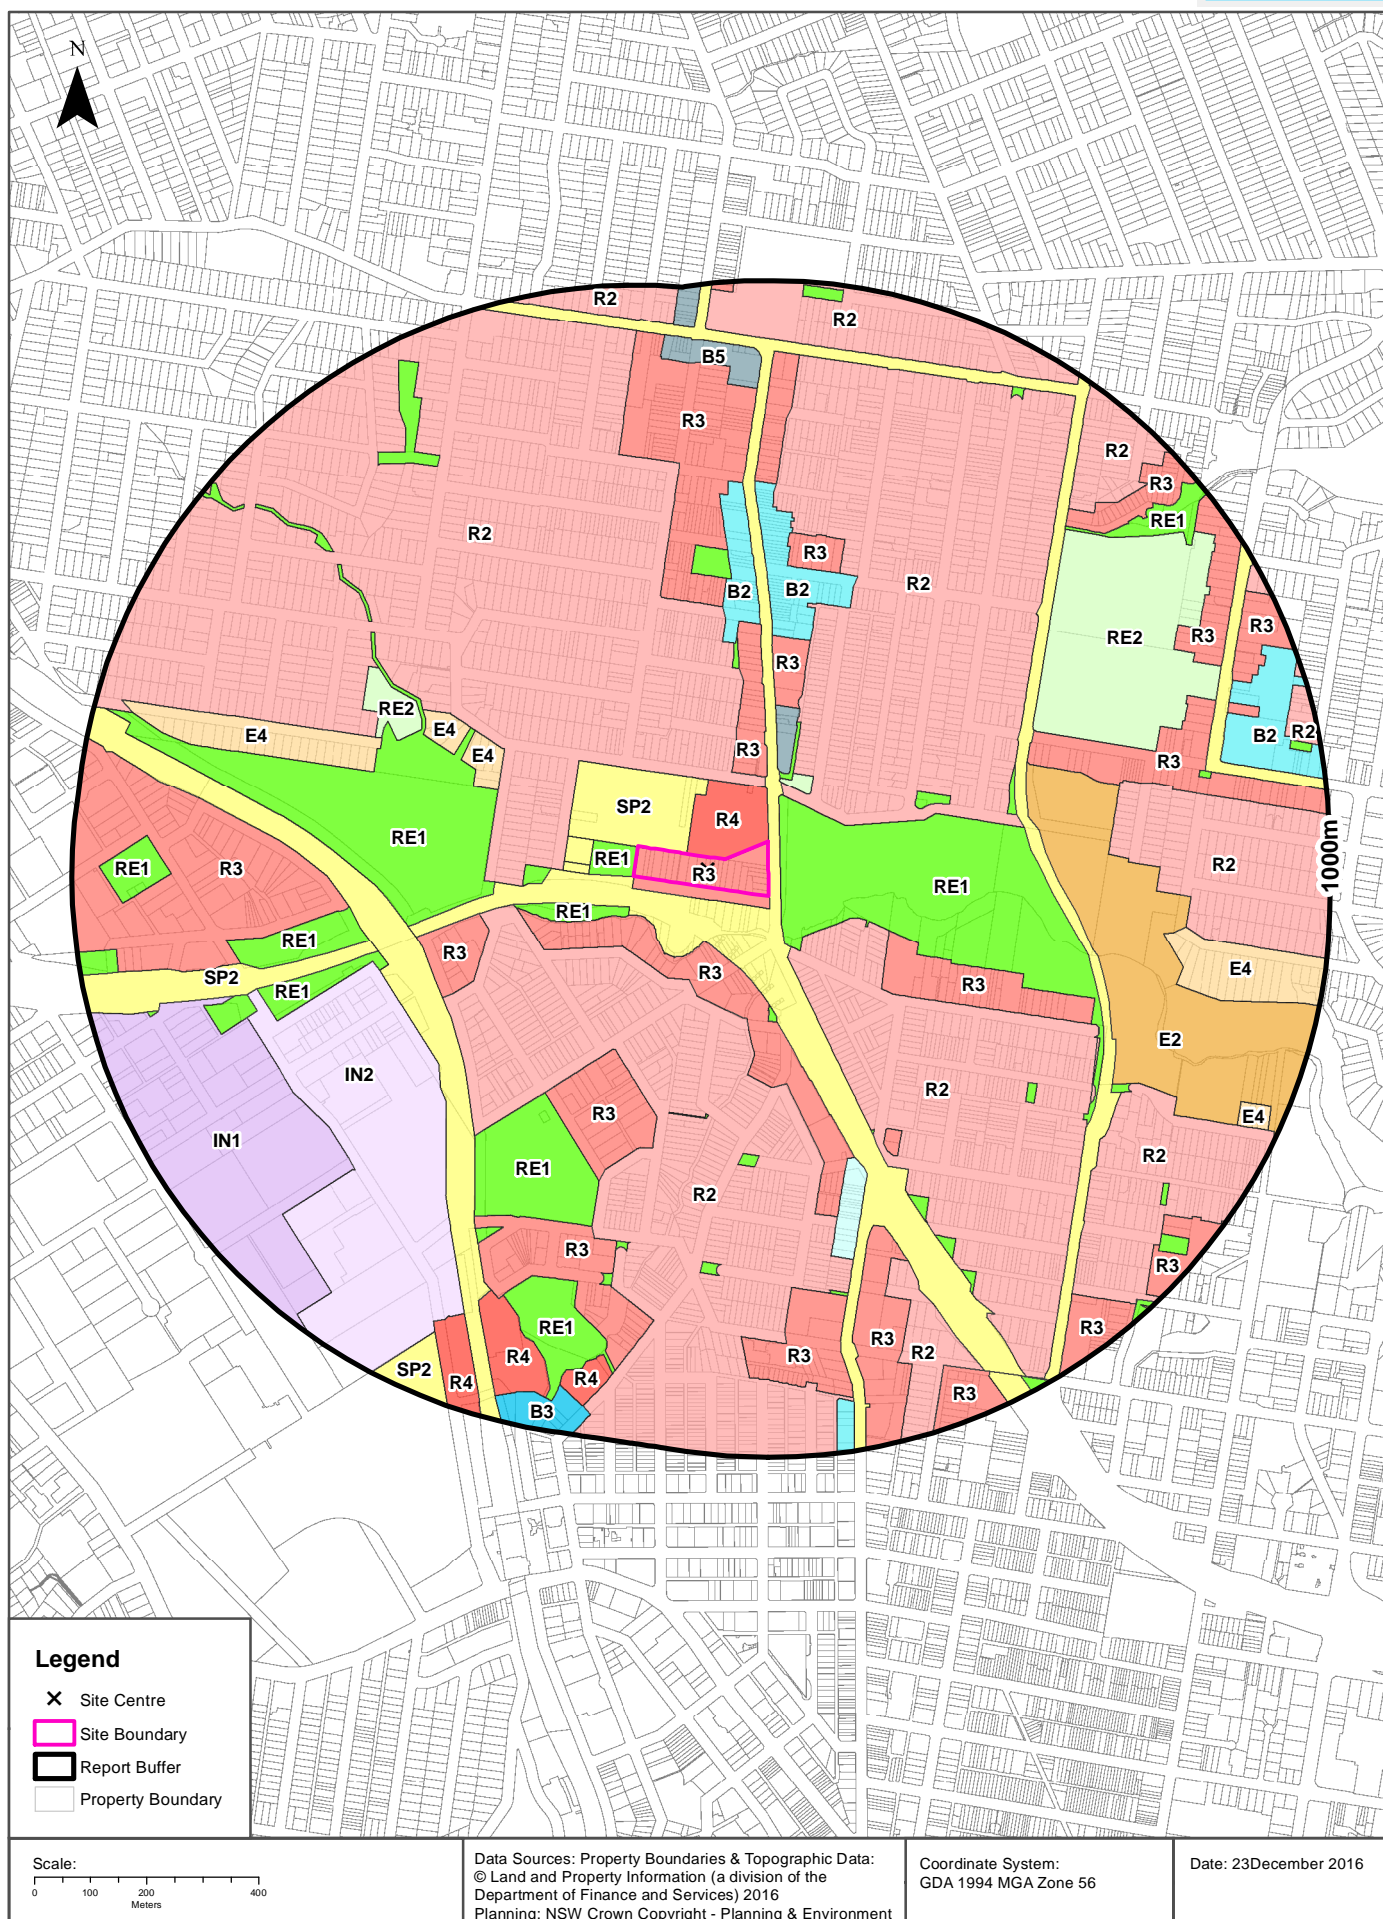 N
R2
R2
B5
R3
R2
R3
RE1
R2
R3
R2
B2
B2
R3
RE2
R3
R3
R3
RE2
E4
E4
E4
R3
B2
R2
R3
SP2
R4
RE1
RE1
R3
RE1
R3
RE1
R2
1000m
RE1
RE1
R3
SP2
RE1
R3
R3
E4
E2
IN2
R2
R3
E4
IN1
RE1
R2
R2
R3
R3
RE1
R4
R3
R3
R2
R3
SP2
R4
R4
R3
B3
Legend
Site Centre
Site Boundary
Report Buffer
Property Boundary
Scale:
0 100 200 400
Meters
Data Sources: Property Boundaries & Topographic Data:
© Land and Property Information (a division of the
Department of Finance and Services) 2016
Planning: NSW Crown Copyright - Planning & Environment
Coordinate System:
GDA 1994 MGA Zone 56
Date: 23December 2016